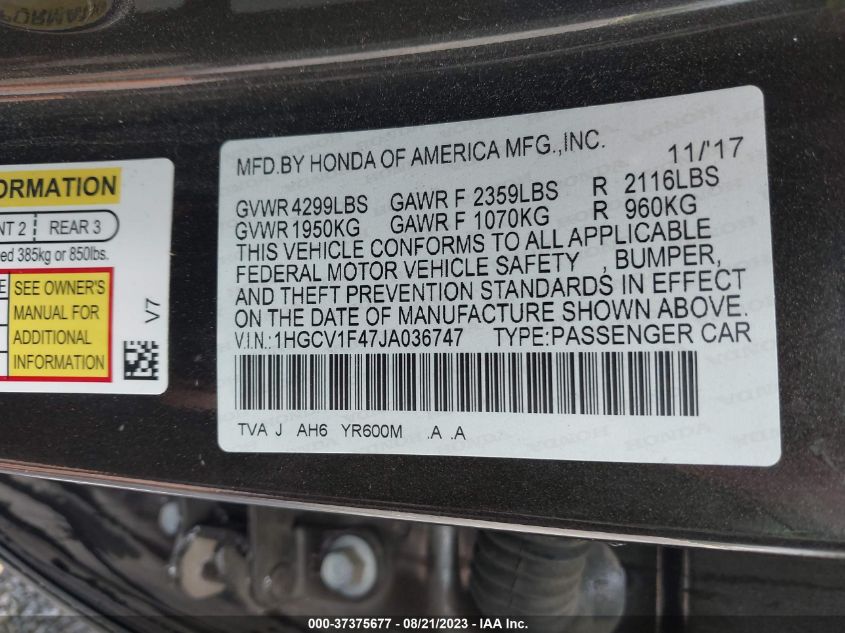 ORMATION
NT 2 REAR 3
ed 385kg or 850lbs.
E SEE OWNER'S
MANUAL FOR
ADDITIONAL
INFORMATION
V7
MFD.BY HONDA OF AMERICA MFG.,INC. 11/'17
GVWR 4299LBS GAWR F 2359LBS R 2116LBS
GVWR 1950KG GAWR F 1070KG R 960KG
THIS VEHICLE CONFORMS TO ALL APPLICABLE
FEDERAL MOTOR VEHICLE SAFETY , BUMPER,
AND THEFT PREVENTION STANDARDS IN EFFECT
ON THE DATE OF MANUFACTURE SHOWN ABOVE.
V.I.N.:1HGCV1F47JA036747 TYPE:PASSENGER CAR
TVA J AH6 YR600M .A .A
000-37375677 - 08/21/2023 - IAA Inc.